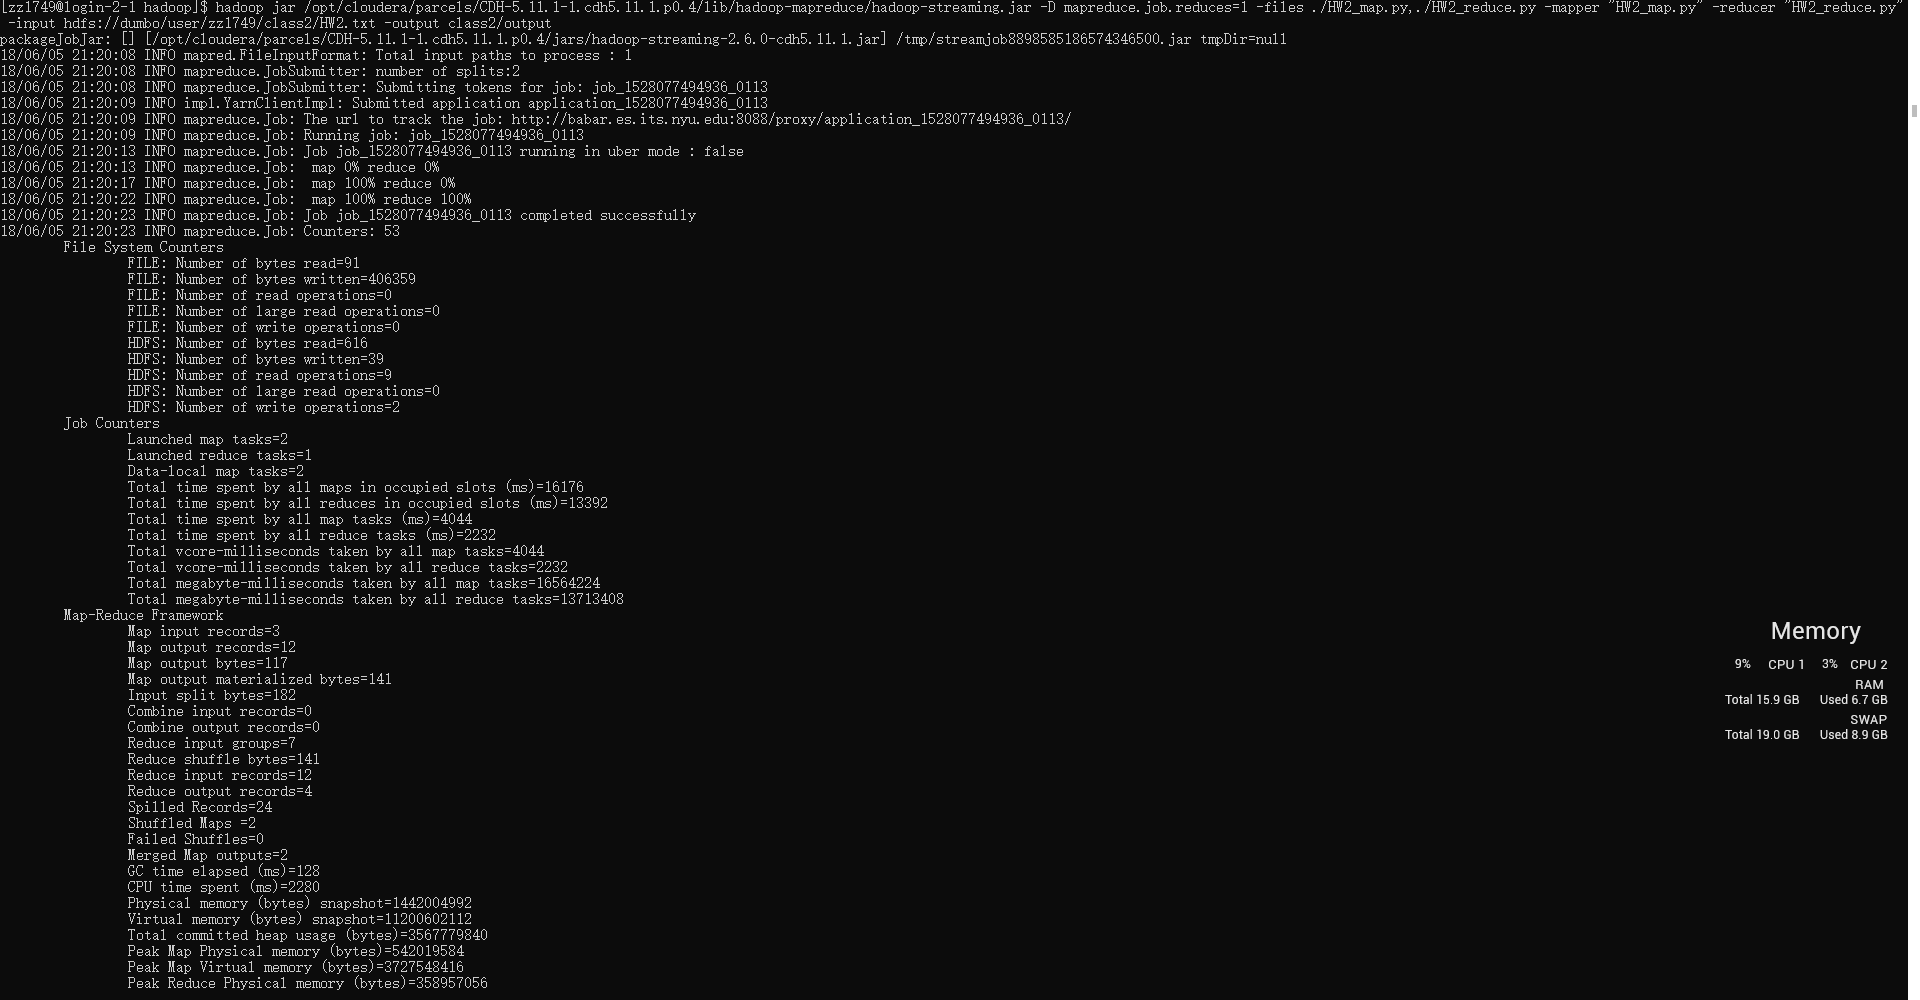 [zz1749@login-2-1 hadoop]$ hadoop jar /opt/cloudera/parcels/CDH-5.11.1-1.cdh5.11.1.p0.4/lib/hadoop-mapreduce/hadoop-streaming.jar -D mapreduce.job.reduces=1 -files ./HW2_map.py,./HW2_reduce.py -mapper "HW2_map.py" -reducer "HW2_reduce.py"
-input hdfs://dumbo/user/zz1749/class2/HW2.txt -output class2/output
packageJobJar: [] [/opt/cloudera/parcels/CDH-5.11.1-1.cdh5.11.1.p0.4/jars/hadoop-streaming-2.6.0-cdh5.11.1.jar] /tmp/streamjob8898585186574346500.jar tmpDir=null
18/06/05 21:20:08 INFO mapred.FileInputFormat: Total input paths to process : 1
18/06/05 21:20:08 INFO mapreduce.JobSubmitter: number of splits:2
18/06/05 21:20:08 INFO mapreduce.JobSubmitter: Submitting tokens for job: job_1528077494936_0113
18/06/05 21:20:09 INFO impl.YarnClientImpl: Submitted application application_1528077494936_0113
18/06/05 21:20:09 INFO mapreduce.Job: The url to track the job: http://babar.es.its.nyu.edu:8088/proxy/application_1528077494936_0113/
18/06/05 21:20:09 INFO mapreduce.Job: Running job: job_1528077494936_0113
18/06/05 21:20:13 INFO mapreduce.Job: Job job_1528077494936_0113 running in uber mode : false
18/06/05 21:20:13 INFO mapreduce.Job:  map 0% reduce 0%
18/06/05 21:20:17 INFO mapreduce.Job:  map 100% reduce 0%
18/06/05 21:20:22 INFO mapreduce.Job:  map 100% reduce 100%
18/06/05 21:20:23 INFO mapreduce.Job: Job job_1528077494936_0113 completed successfully
18/06/05 21:20:23 INFO mapreduce.Job: Counters: 53
File System Counters
FILE: Number of bytes read=91
FILE: Number of bytes written=406359
FILE: Number of read operations=0
FILE: Number of large read operations=0
FILE: Number of write operations=0
HDFS: Number of bytes read=616
HDFS: Number of bytes written=39
HDFS: Number of read operations=9
HDFS: Number of large read operations=0
HDFS: Number of write operations=2
Job Counters
Launched map tasks=2
Launched reduce tasks=1
Data-local map tasks=2
Total time spent by all maps in occupied slots (ms)=16176
Total time spent by all reduces in occupied slots (ms)=13392
Total time spent by all map tasks (ms)=4044
Total time spent by all reduce tasks (ms)=2232
Total vcore-milliseconds taken by all map tasks=4044
Total vcore-milliseconds taken by all reduce tasks=2232
Total megabyte-milliseconds taken by all map tasks=16564224
Total megabyte-milliseconds taken by all reduce tasks=13713408
Map-Reduce Framework
Map input records=3
Map output records=12
Map output bytes=117
Map output materialized bytes=141
Input split bytes=182
Combine input records=0
Combine output records=0
Reduce input groups=7
Reduce shuffle bytes=141
Reduce input records=12
Reduce output records=4
Spilled Records=24
Shuffled Maps =2
Failed Shuffles=0
Merged Map outputs=2
GC time elapsed (ms)=128
CPU time spent (ms)=2280
Physical memory (bytes) snapshot=1442004992
Virtual memory (bytes) snapshot=11200602112
Total committed heap usage (bytes)=3567779840
Peak Map Physical memory (bytes)=542019584
Peak Map Virtual memory (bytes)=3727548416
Peak Reduce Physical memory (bytes)=358957056
Memory
9% CPU 1 3% CPU 2
RAM
Total 15.9 GB Used 6.7 GB
SWAP
Total 19.0 GB Used 8.9 GB